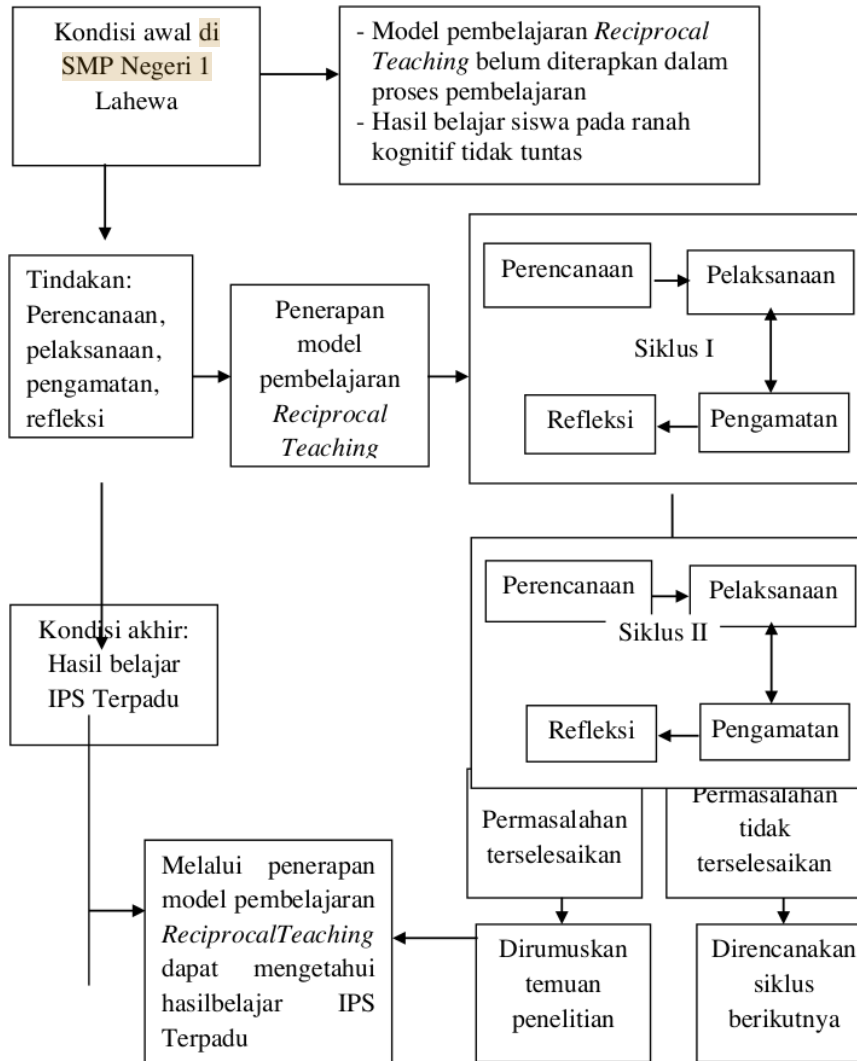 Kondisi awal di
SMP Negeri 1
Lahewa
- Model pembelajaran Reciprocal
Teaching belum diterapkan dalam
proses pembelajaran
- Hasil belajar siswa pada ranah
kognitif tidak tuntas
Tindakan:
Perencanaan,
pelaksanaan,
pengamatan,
refleksi
Penerapan
model
pembelajaran
Reciprocal
Teaching
Perencanaan
Pelaksanaan
Siklus I
Refleksi
Pengamatan
Perencanaan
Pelaksanaan
Siklus II
Refleksi
Pengamatan
Kondisi akhir:
Hasil belajar
IPS Terpadu
Permasalahan
terselesaikan
Permasalahan
tidak
terselesaikan
Melalui penerapan
model pembelajaran
ReciprocalTeaching
dapat mengetahui
hasilbelajar IPS
Terpadu
Dirumuskan
temuan
penelitian
Direncanakan
siklus
berikutnya